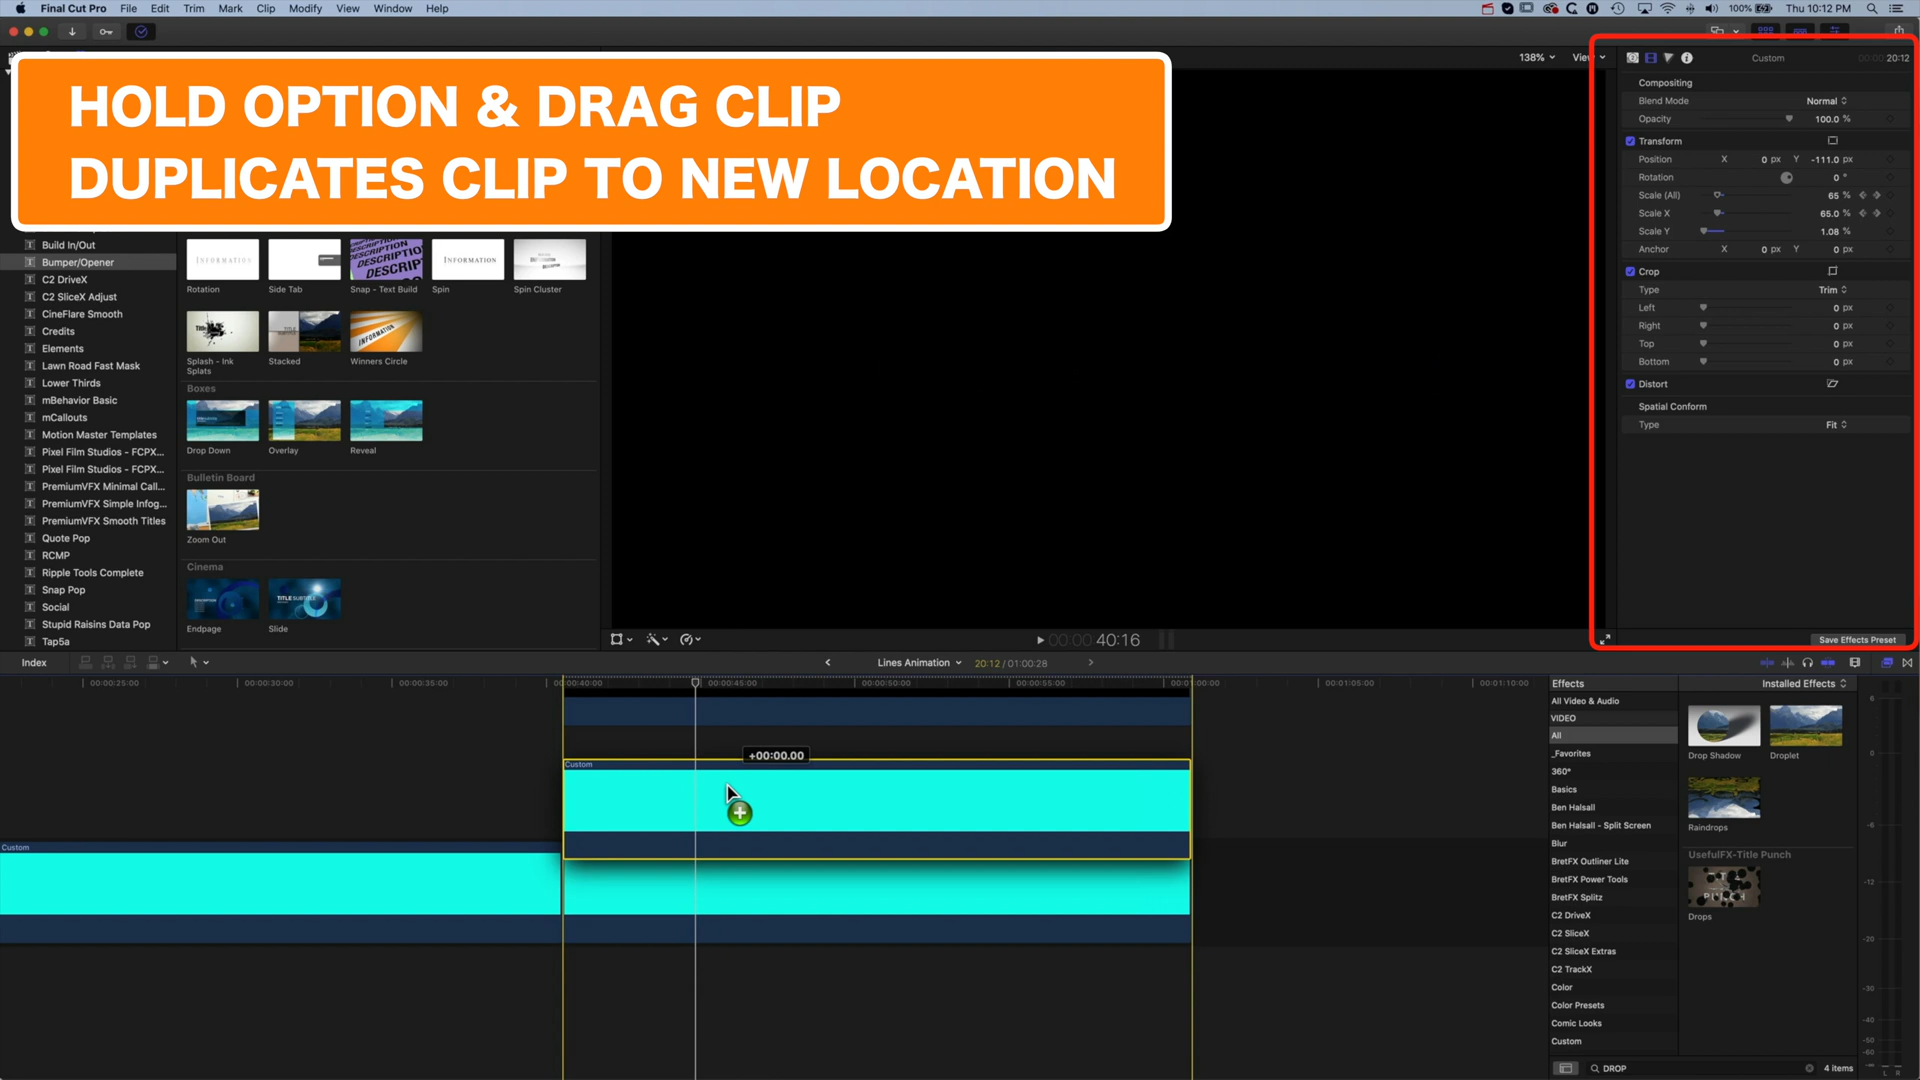 Final Cut Pro File Edit Trim Mark Clip Modify View Window Help
100% Thu 10:12 PM
HOLD OPTION & DRAG CLIP
DUPLICATES CLIP TO NEW LOCATION
Build In/Out
Bumper/Opener
C2 DriveX
C2 SliceX Adjust
CineFlare Smooth
Credits
Elements
Lawn Road Fast Mask
Lower Thirds
mBehavior Basic
mCallouts
Motion Master Templates
Pixel Film Studios - FCPX...
Pixel Film Studios - FCPX...
PremiumVFX Minimal Call...
PremiumVFX Simple Infog...
PremiumVFX Smooth Titles
Quote Pop
RCMP
Ripple Tools Complete
Snap Pop
Social
Stupid Raisins Data Pop
Tap5a
INFORMATION
DESCRIPTION
INFORMATION
Rotation
Side Tab
Snap - Text Build
Spin
Spin Cluster
INFORMATION
Splash - Ink
Splats
Stacked
Winners Circle
Boxes
Drop Down
Overlay
Reveal
Bulletin Board
Zoom Out
Cinema
TITLE SUBTITLE
Endpage
Slide
138%
View
Custom
00:00:20:12
Compositing
Blend Mode Normal
Opacity 100.0 %
Transform
Position X 0 px Y -111.0 px
Rotation 0 °
Scale (All) 65 %
Scale X 65.0 %
Scale Y 1.08 %
Anchor X 0 px Y 0 px
Crop
Type Trim
Left 0 px
Right 0 px
Top 0 px
Bottom 0 px
Distort
Spatial Conform
Type Fit
Save Effects Preset
00:00:40:16
Index
Lines Animation
20:12 / 01:00:28
00:00:25:00 00:00:30:00 00:00:35:00 00:00:40:00 00:00:45:00 00:00:50:00 00:00:55:00 00:01:00:00 00:01:05:00 00:01:10:00
+00:00.00
Custom
Custom
Effects
Installed Effects
All Video & Audio
VIDEO
All
_Favorites
360°
Basics
Ben Halsall
Ben Halsall - Split Screen
Blur
BretFX Outliner Lite
BretFX Power Tools
BretFX Splitz
C2 DriveX
C2 SliceX
C2 SliceX Extras
C2 TrackX
Color
Color Presets
Comic Looks
Custom
Drop Shadow
Droplet
Raindrops
UsefulFX-Title Punch
Drops
DROP
4 items
6
0
-6
-12
-20
-30
-40
-50
-60
L R